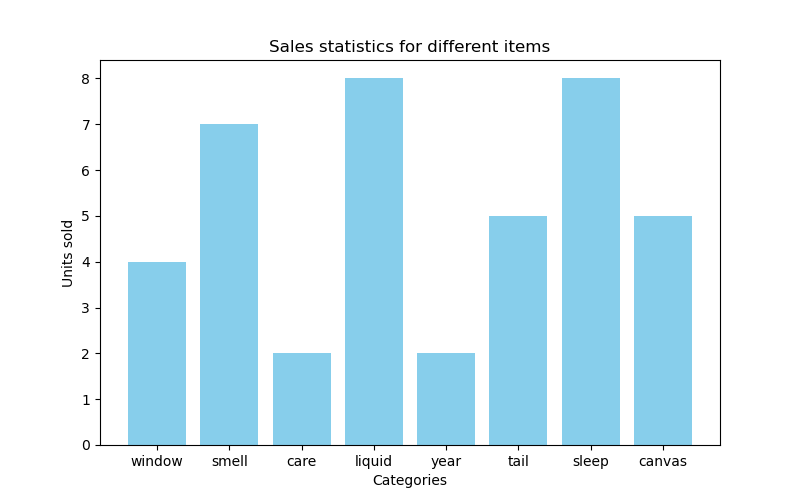 Sales statistics for different items
Units sold
8
7
6
5
4
3
2
1
0
window smell care liquid year tail sleep canvas
Categories